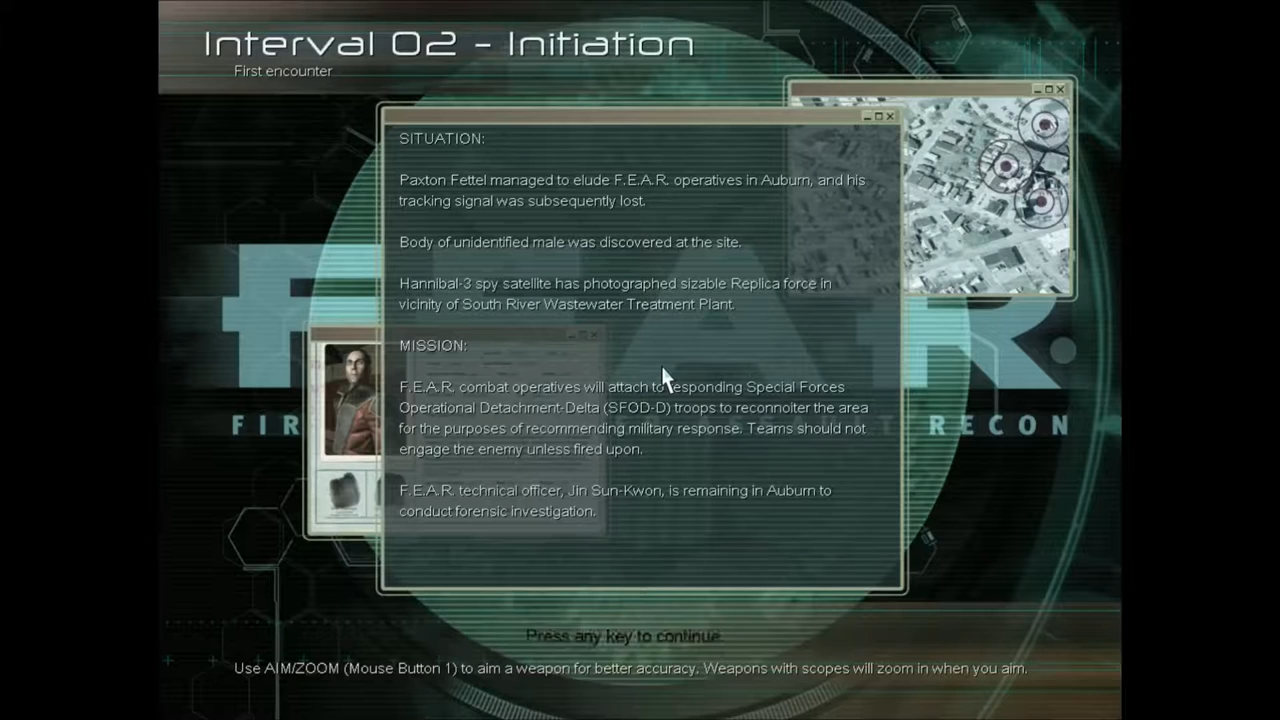 Interval 02 - Initiation
First encounter
SITUATION:
Paxton Fettel managed to elude F.E.A.R. operatives in Auburn, and his
tracking signal was subsequently lost.
Body of unidentified male was discovered at the site.
Hannibal-3 spy satellite has photographed sizable Replica force in
vicinity of South River Wastewater Treatment Plant.
MISSION:
F.E.A.R. combat operatives will attach to responding Special Forces
Operational Detachment-Delta (SFOD-D) troops to reconnoiter the area
for the purposes of recommending military response. Teams should not
engage the enemy unless fired upon.
F.E.A.R. technical officer, Jin Sun-Kwon, is remaining in Auburn to
conduct forensic investigation.
RECON
Press any key to continue.
Use AIM/ZOOM (Mouse Button 1) to aim a weapon for better accuracy. Weapons with scopes will zoom in when you aim.